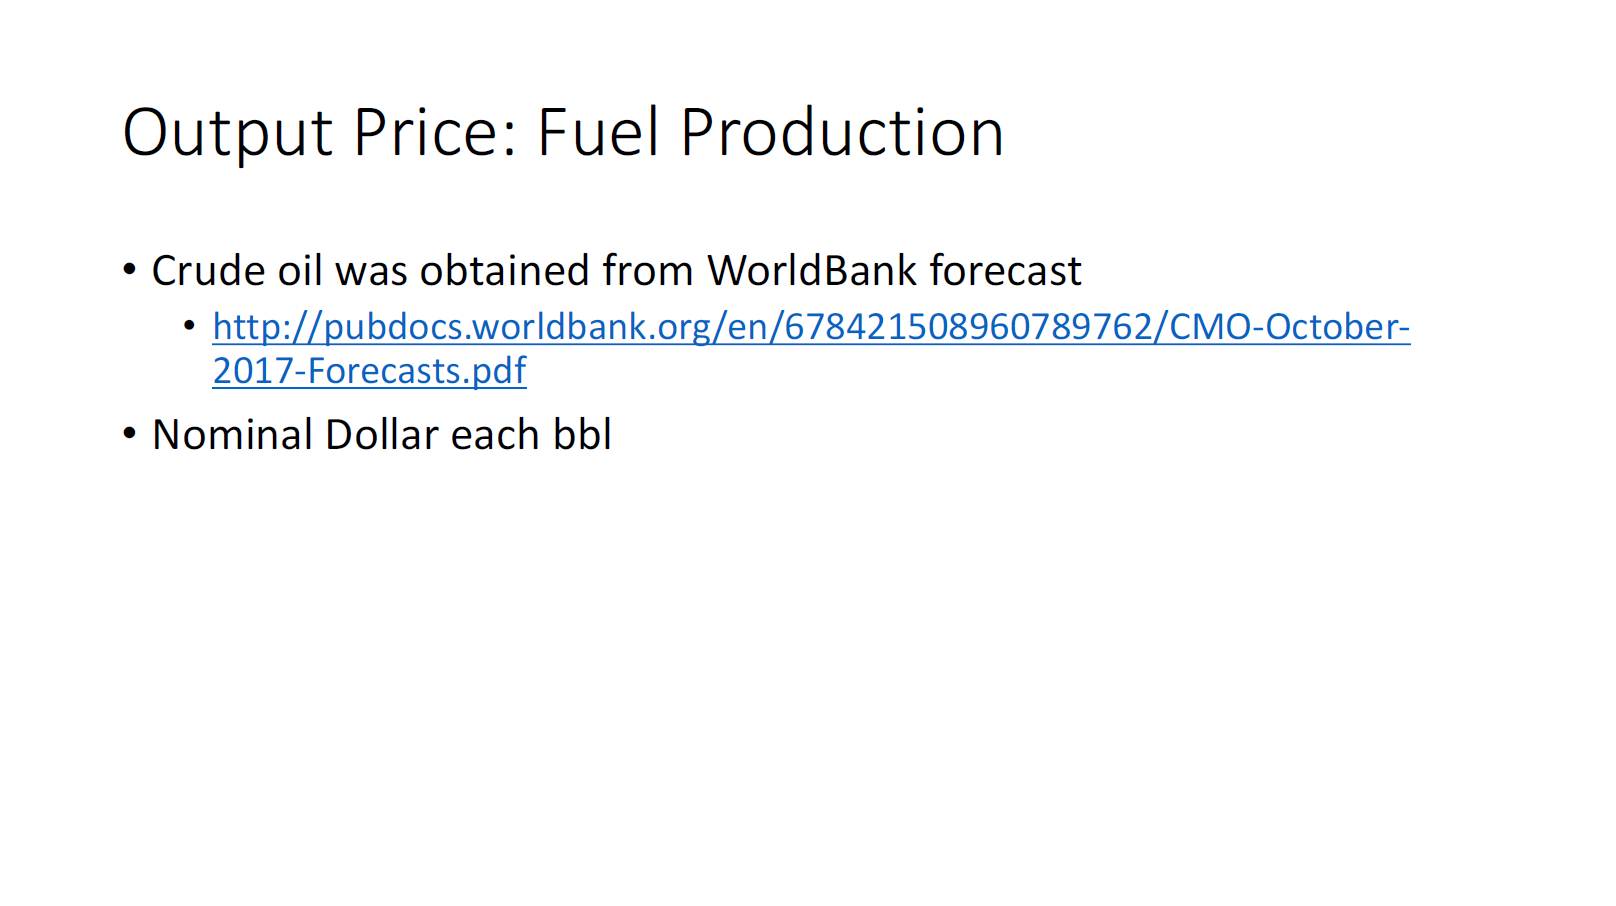 Output Price: Fuel Production
• Crude oil was obtained from WorldBank forecast
• http://pubdocs.worldbank.org/en/678421508960789762/CMO-October-
2017-Forecasts.pdf
• Nominal Dollar each bbl